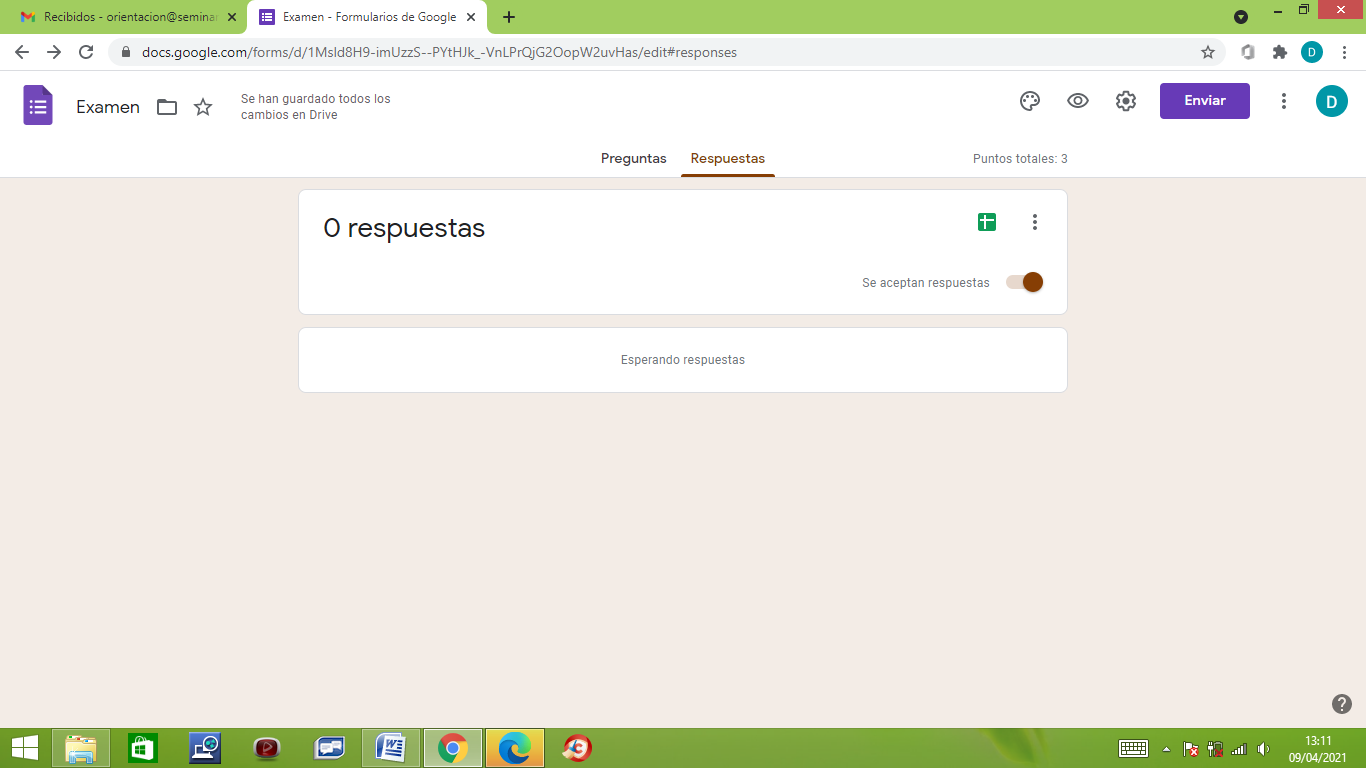 Recibidos - orientacion@semina
Examen - Formularios de Google
docs.google.com/forms/d/1MsId8H9-imUzzS--PYtHJk_-VnLPrQjG2OopW2uvHas/edit#responses
D
Examen
Se han guardado todos los
cambios en Drive
Enviar
D
Preguntas
Respuestas
Puntos totales: 3
0 respuestas
Se aceptan respuestas
Esperando respuestas
13:11
09/04/2021